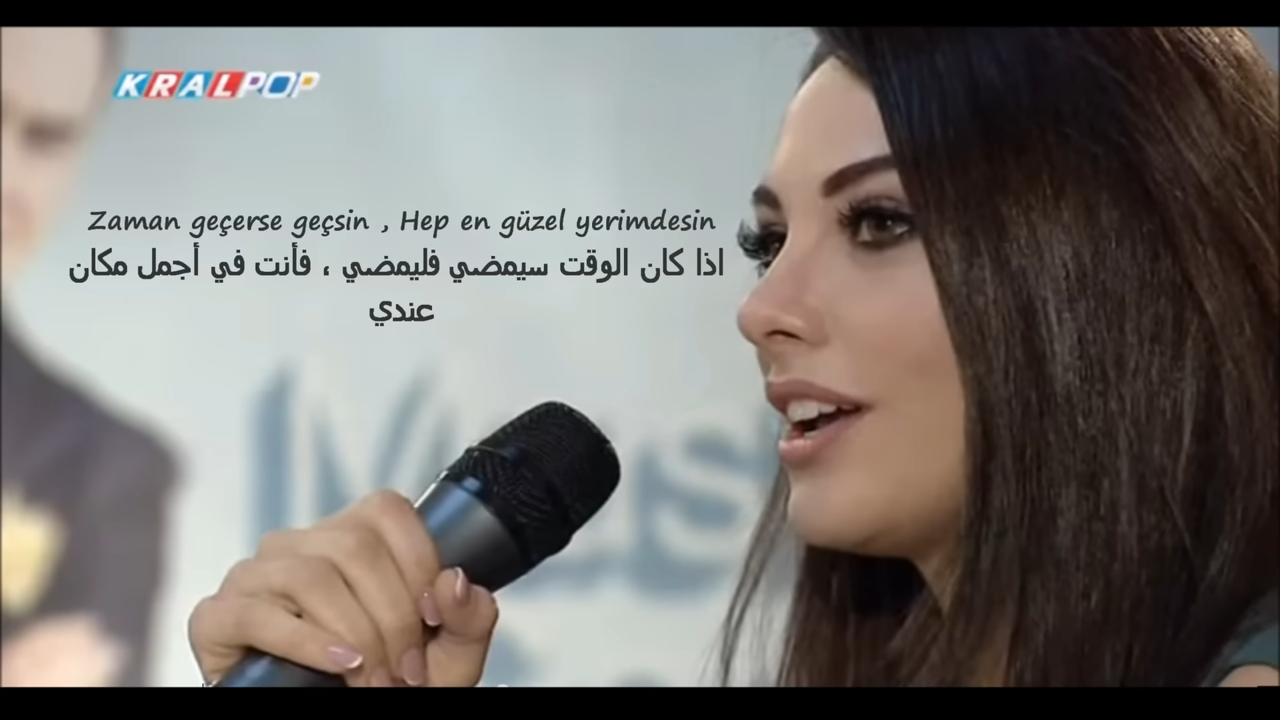 KRALPOP
Zaman geçerse geçsin , Hep en güzel yerimdesin
اذا كان الوقت سيمضي فليمضي ، فأنت في أجمل مكان
عندي